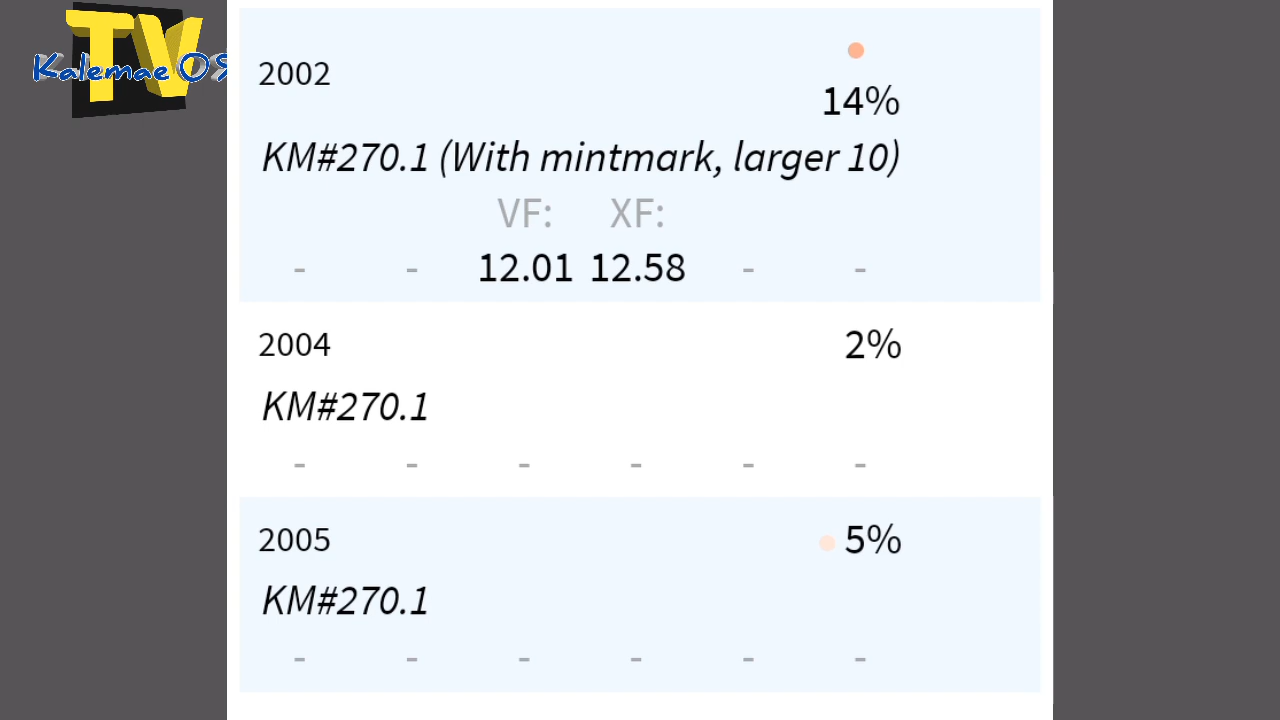 TV
Kalemae OS
2002
14%
KM#270.1 (With mintmark, larger 10)
VF: XF:
- - 12.01 12.58 - -
2004 2%
KM#270.1
- - - - - -
2005 5%
KM#270.1
- - - - - -